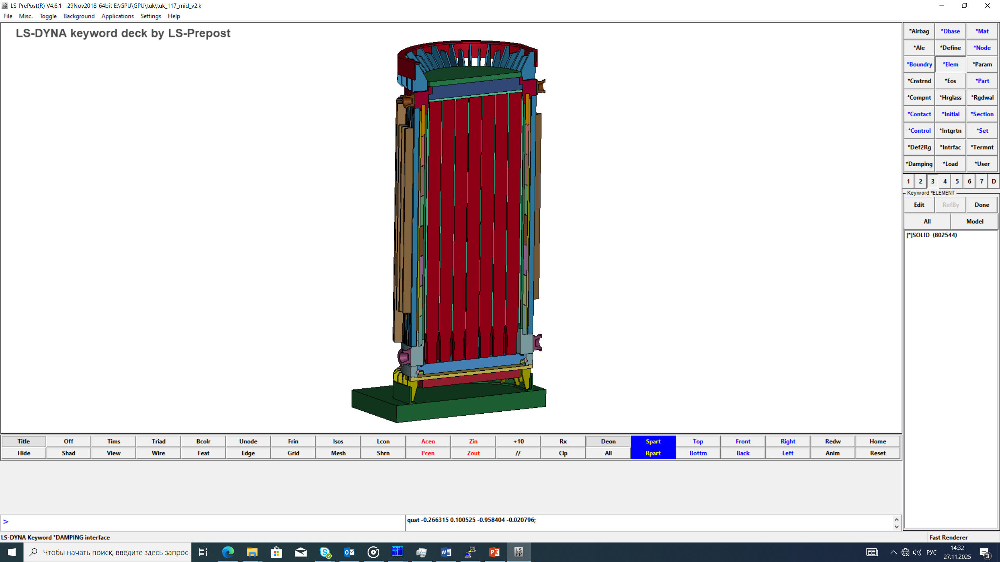 LS-PrePost(R) V4.6.1 - 29Nov2018-64bit E:\GPU\GPU\tuk\tuk_117_mid_v2.k
File Misc. Toggle Background Applications Settings Help
LS-DYNA keyword deck by LS-Prepost
*Airbag *Dbase *Mat
*Ale *Define *Node
*Boundry *Elem *Param
*Cnstrnd *Eos *Part
*Compnt *Hrglass *Rgdwal
*Contact *Initial *Section
*Control *Intgrtn *Set
*Def2Rg *Intrfac *Termnt
*Damping *Load *User
1 2 3 4 5 6 7 D
Keyword *ELEMENT
Edit RefBy Done
All Model
[*]SOLID (802544)
Title Off Tims Triad Bcolr Unode Frin Isos Lcon Acen Zin +10 Rx Deon Spart Top Front Right Redw Home
Hide Shad View Wire Feat Edge Grid Mesh Shrn Pcen Zout // Clp All Rpart Bottm Back Left Anim Reset
>
quat -0.266315 0.100525 -0.958404 -0.020796;
LS-DYNA Keyword *DAMPING interface
Fast Renderer
Чтобы начать поиск, введите здесь запрос
РУС
14:32
27.11.2025
3